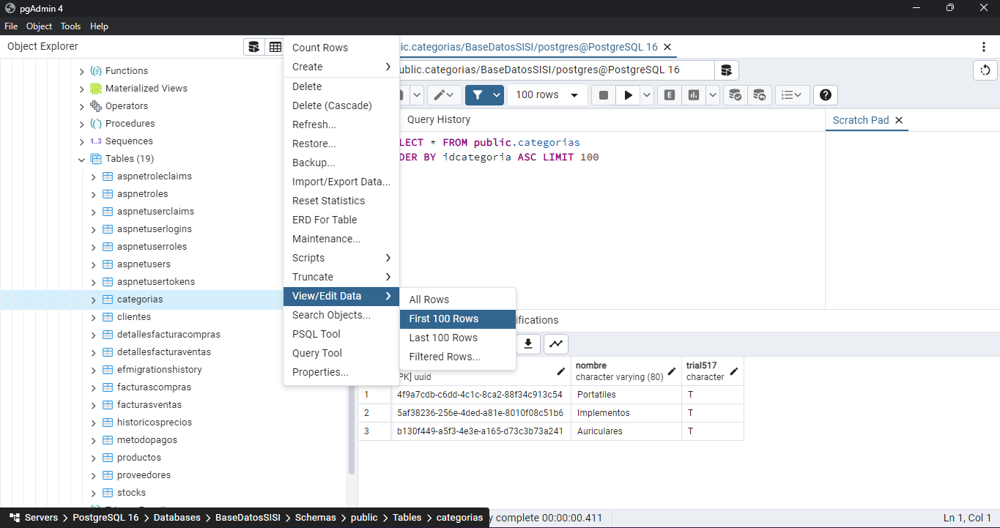 pgAdmin 4
File Object Tools Help
Object Explorer
Functions
Materialized Views
Operators
Procedures
1..3 Sequences
Tables (19)
aspnetroleclaims
aspnetroles
aspnetuserclaims
aspnetuserlogins
aspnetuserroles
aspnetusers
aspnetusertokens
categorias
clientes
detallesfacturacompras
detallesfacturaventas
efmigrationshistory
facturascompras
facturasventas
historicosprecios
metodopagos
productos
proveedores
stocks
Count Rows
Create
Delete
Delete (Cascade)
Refresh...
Restore...
Backup...
Import/Export Data...
Reset Statistics
ERD For Table
Maintenance...
Scripts
Truncate
View/Edit Data
Search Objects...
PSQL Tool
Query Tool
Properties...
All Rows
First 100 Rows
Last 100 Rows
Filtered Rows...
ic.categorias/BaseDatosSISI/postgres@PostgreSQL 16
ublic.categorias/BaseDatosSISI/postgres@PostgreSQL 16
100 rows
E
Query History
Scratch Pad
LECT * FROM public.categorias
DER BY idcategoria ASC LIMIT 100
ifications
PK] uuid
nombre
character varying (80)
trial517
character
1 4f9a7cdb-c6dd-4c1c-8ca2-88f34c913c54 Portatiles T
2 5af38236-256e-4ded-a81e-8010f08c51b6 Implementos T
3 b130f449-a5f3-4e3e-a165-d73c3b73a241 Auriculares T
Servers > PostgreSQL 16 > Databases > BaseDatosSISI > Schemas > public > Tables > categorias
y complete 00:00:00.411
Ln 1, Col 1